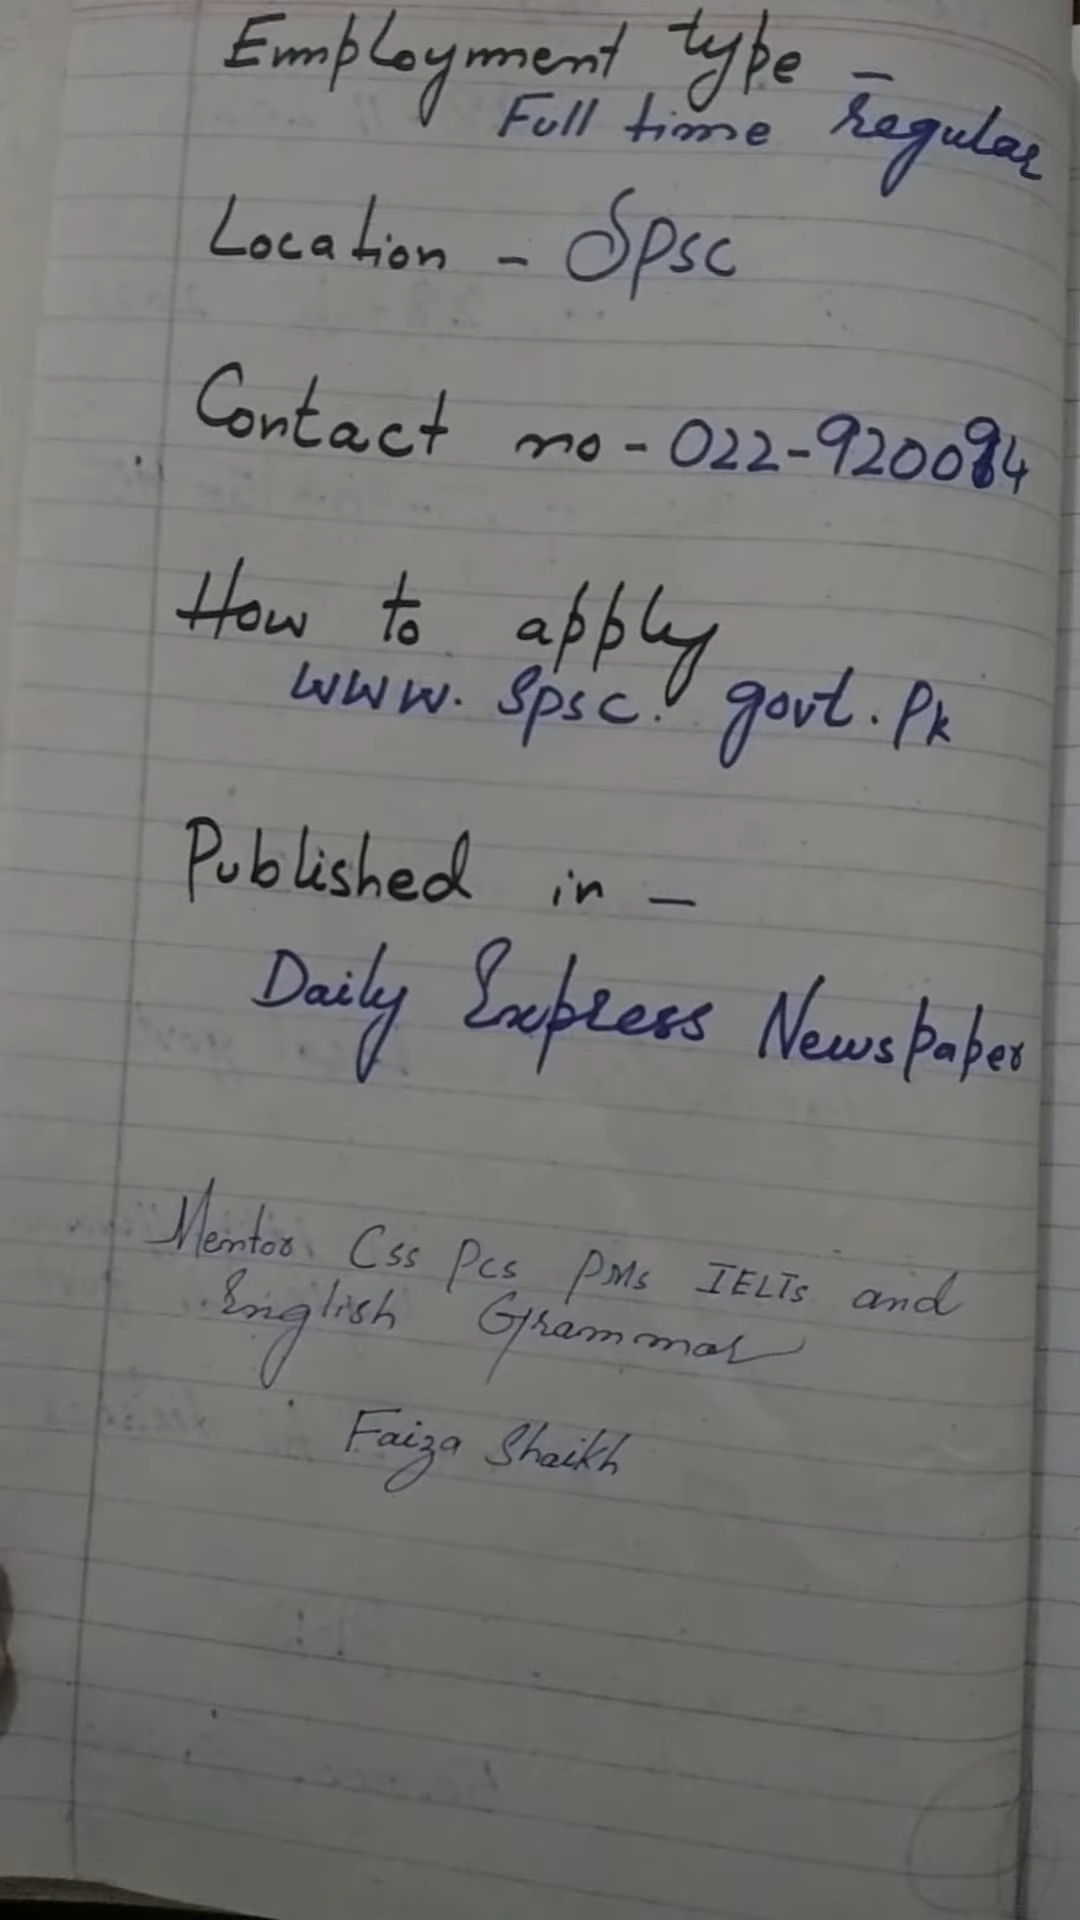 Employment type -
Full time regular
Location - Spsc
Contact no - 022-920094
How to apply
www. Spsc. govt. Pk
Published in -
Daily Express Newspaper
Mentor Css Pcs PMs IELTs and
English Grammar
Faiza Shaikh